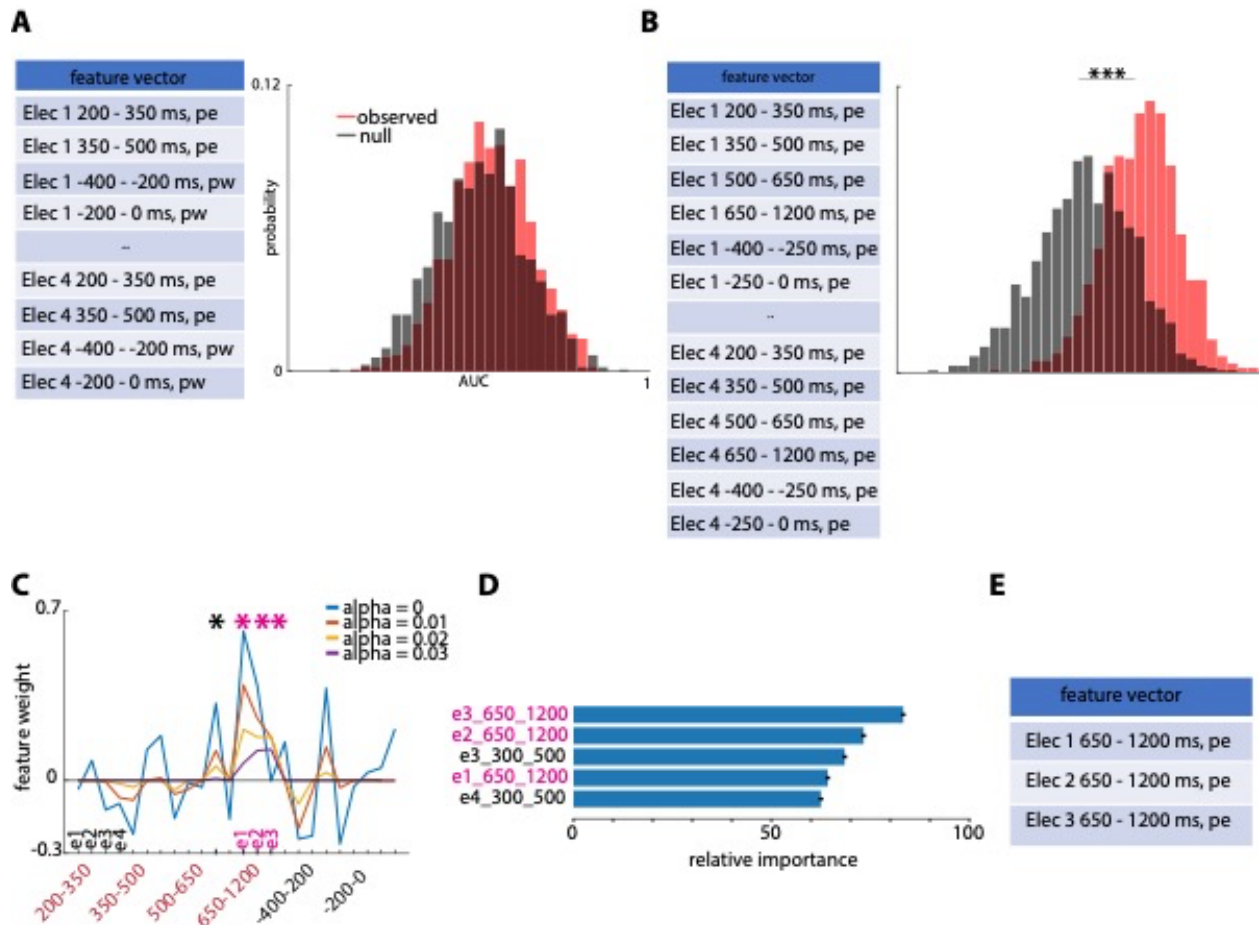 A
feature vector
Elec 1 200 - 350 ms, pe
Elec 1 350 - 500 ms, pe
Elec 1 -400 - -200 ms, pw
Elec 1 -200 - 0 ms, pw
..
Elec 4 200 - 350 ms, pe
Elec 4 350 - 500 ms, pe
Elec 4 -400 - -200 ms, pw
Elec 4 -200 - 0 ms, pw
0.12
probability
0
observed
null
AUC
1
B
feature vector
Elec 1 200 - 350 ms, pe
Elec 1 350 - 500 ms, pe
Elec 1 500 - 650 ms, pe
Elec 1 650 - 1200 ms, pe
Elec 1 -400 - -250 ms, pe
Elec 1 -250 - 0 ms, pe
..
Elec 4 200 - 350 ms, pe
Elec 4 350 - 500 ms, pe
Elec 4 500 - 650 ms, pe
Elec 4 650 - 1200 ms, pe
Elec 4 -400 - -250 ms, pe
Elec 4 -250 - 0 ms, pe
***
C
0.7
feature weight
0
-0.3
* * * *
alpha = 0
alpha = 0.01
alpha = 0.02
alpha = 0.03
e1
e2
e3
e4
e1
e2
e3
200-350
350-500
500-650
650-1200
-400-200
-200-0
D
e3_650_1200
e2_650_1200
e3_300_500
e1_650_1200
e4_300_500
0 50 100
relative importance
E
feature vector
Elec 1 650 - 1200 ms, pe
Elec 2 650 - 1200 ms, pe
Elec 3 650 - 1200 ms, pe